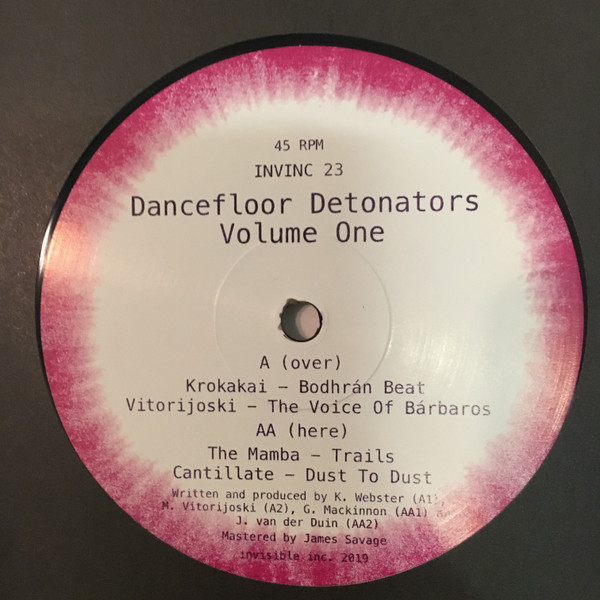 45 RPM
INVINC 23
Dancefloor Detonators
Volume One
A (over)
Krokakai – Bodhrán Beat
Vitorijoski – The Voice Of Bárbaros
AA (here)
The Mamba – Trails
Cantillate – Dust To Dust
Written and produced by K. Webster (A1),
M. Vitorijoski (A2), G. Mackinnon (AA1)
J. van der Duin (AA2)
Mastered by James Savage
invisible inc. 2019